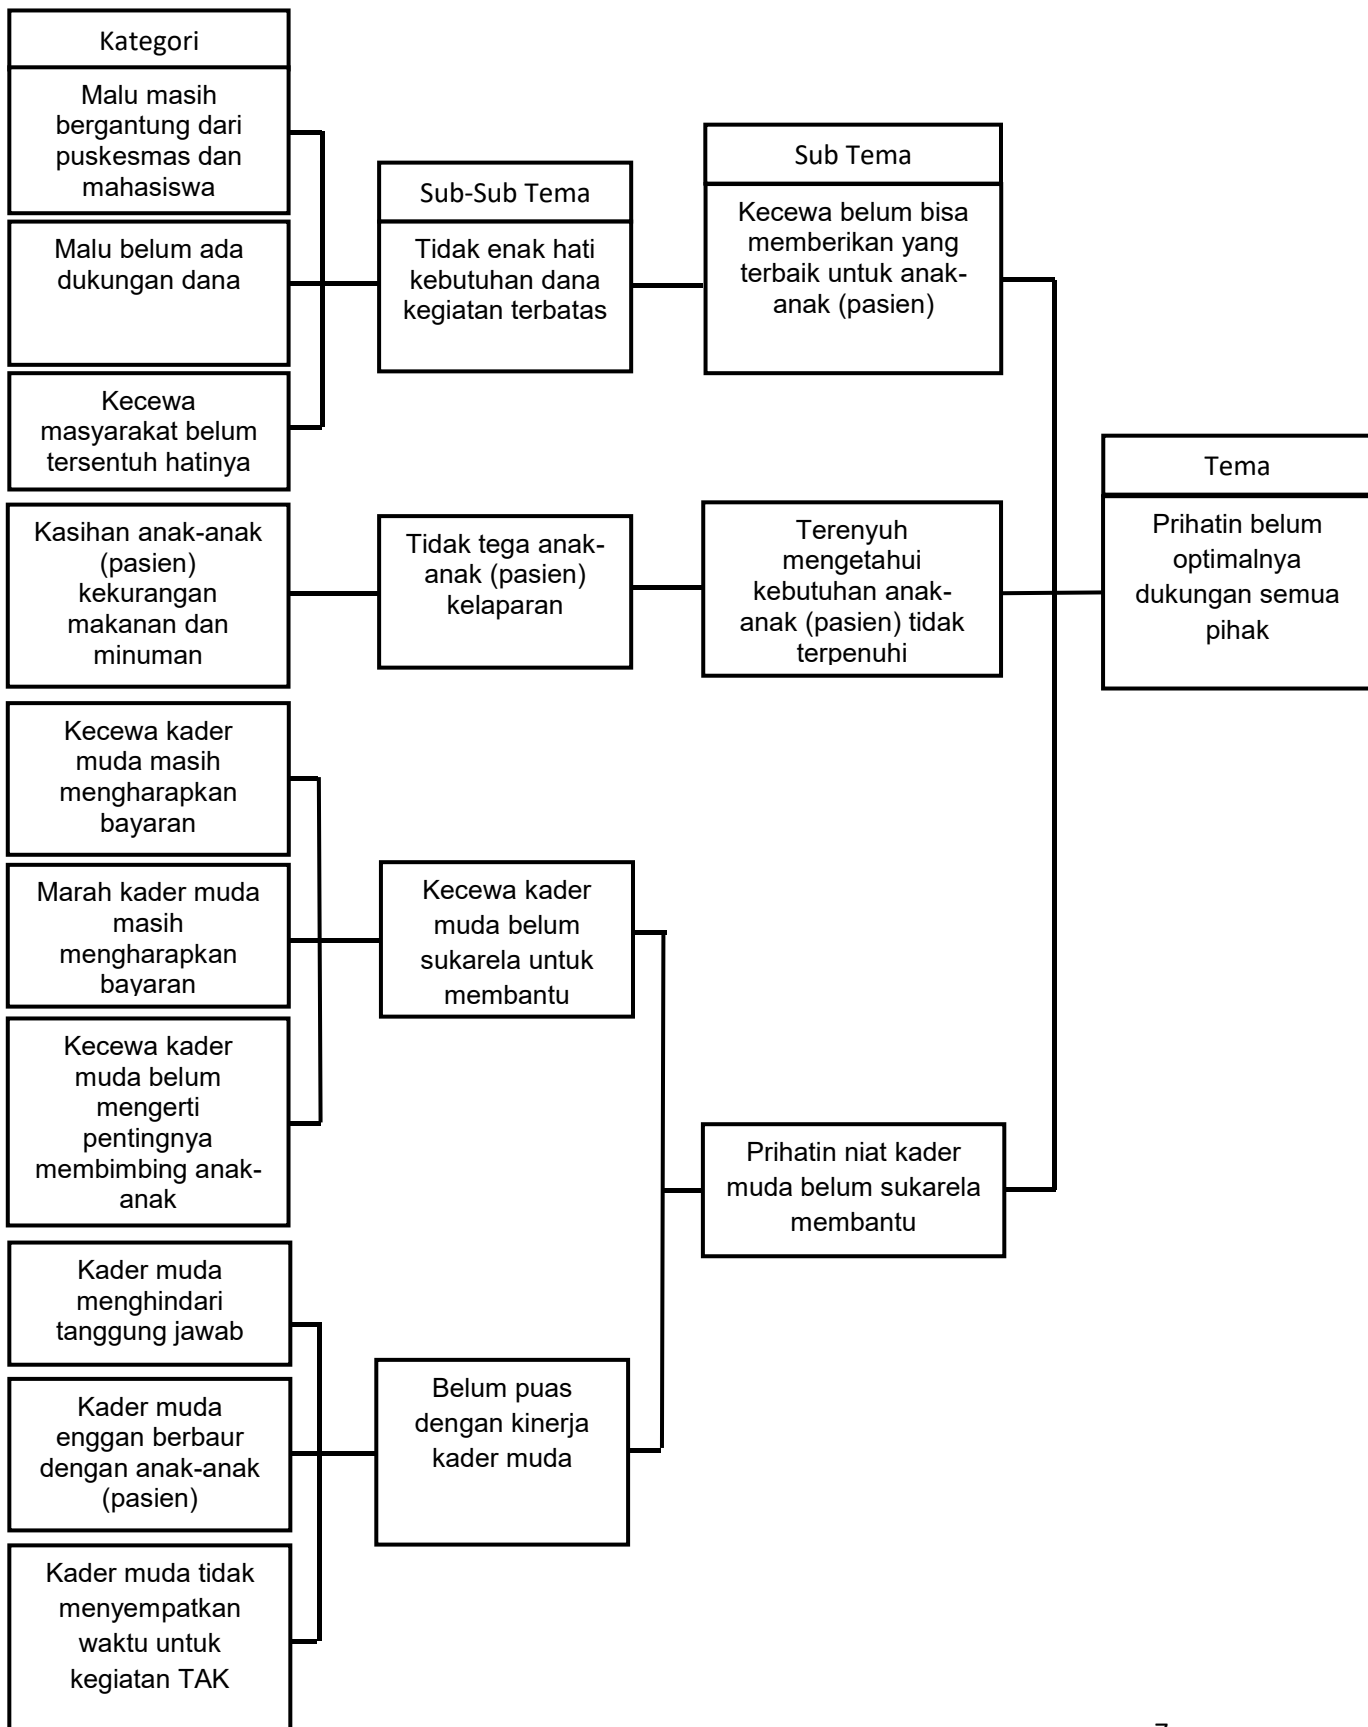 Kategori
Malu masih
bergantung dari
puskesmas dan
mahasiswa
Malu belum ada
dukungan dana
Kecewa
masyarakat belum
tersentuh hatinya
Kasihan anak-anak
(pasien)
kekurangan
makanan dan
minuman
Kecewa kader
muda masih
mengharapkan
bayaran
Marah kader muda
masih
mengharapkan
bayaran
Kecewa kader
muda belum
mengerti
pentingnya
membimbing anak-
anak
Kader muda
menghindari
tanggung jawab
Kader muda
enggan berbaur
dengan anak-anak
(pasien)
Kader muda tidak
menyempatkan
waktu untuk
kegiatan TAK
Sub-Sub Tema
Tidak enak hati
kebutuhan dana
kegiatan terbatas
Tidak tega anak-
anak (pasien)
kelaparan
Kecewa kader
muda belum
sukarela untuk
membantu
Belum puas
dengan kinerja
kader muda
Sub Tema
Kecewa belum bisa
memberikan yang
terbaik untuk anak-
anak (pasien)
Terenyuh
mengetahui
kebutuhan anak-
anak (pasien) tidak
terpenuhi
Prihatin niat kader
muda belum sukarela
membantu
Tema
Prihatin belum
optimalnya
dukungan semua
pihak